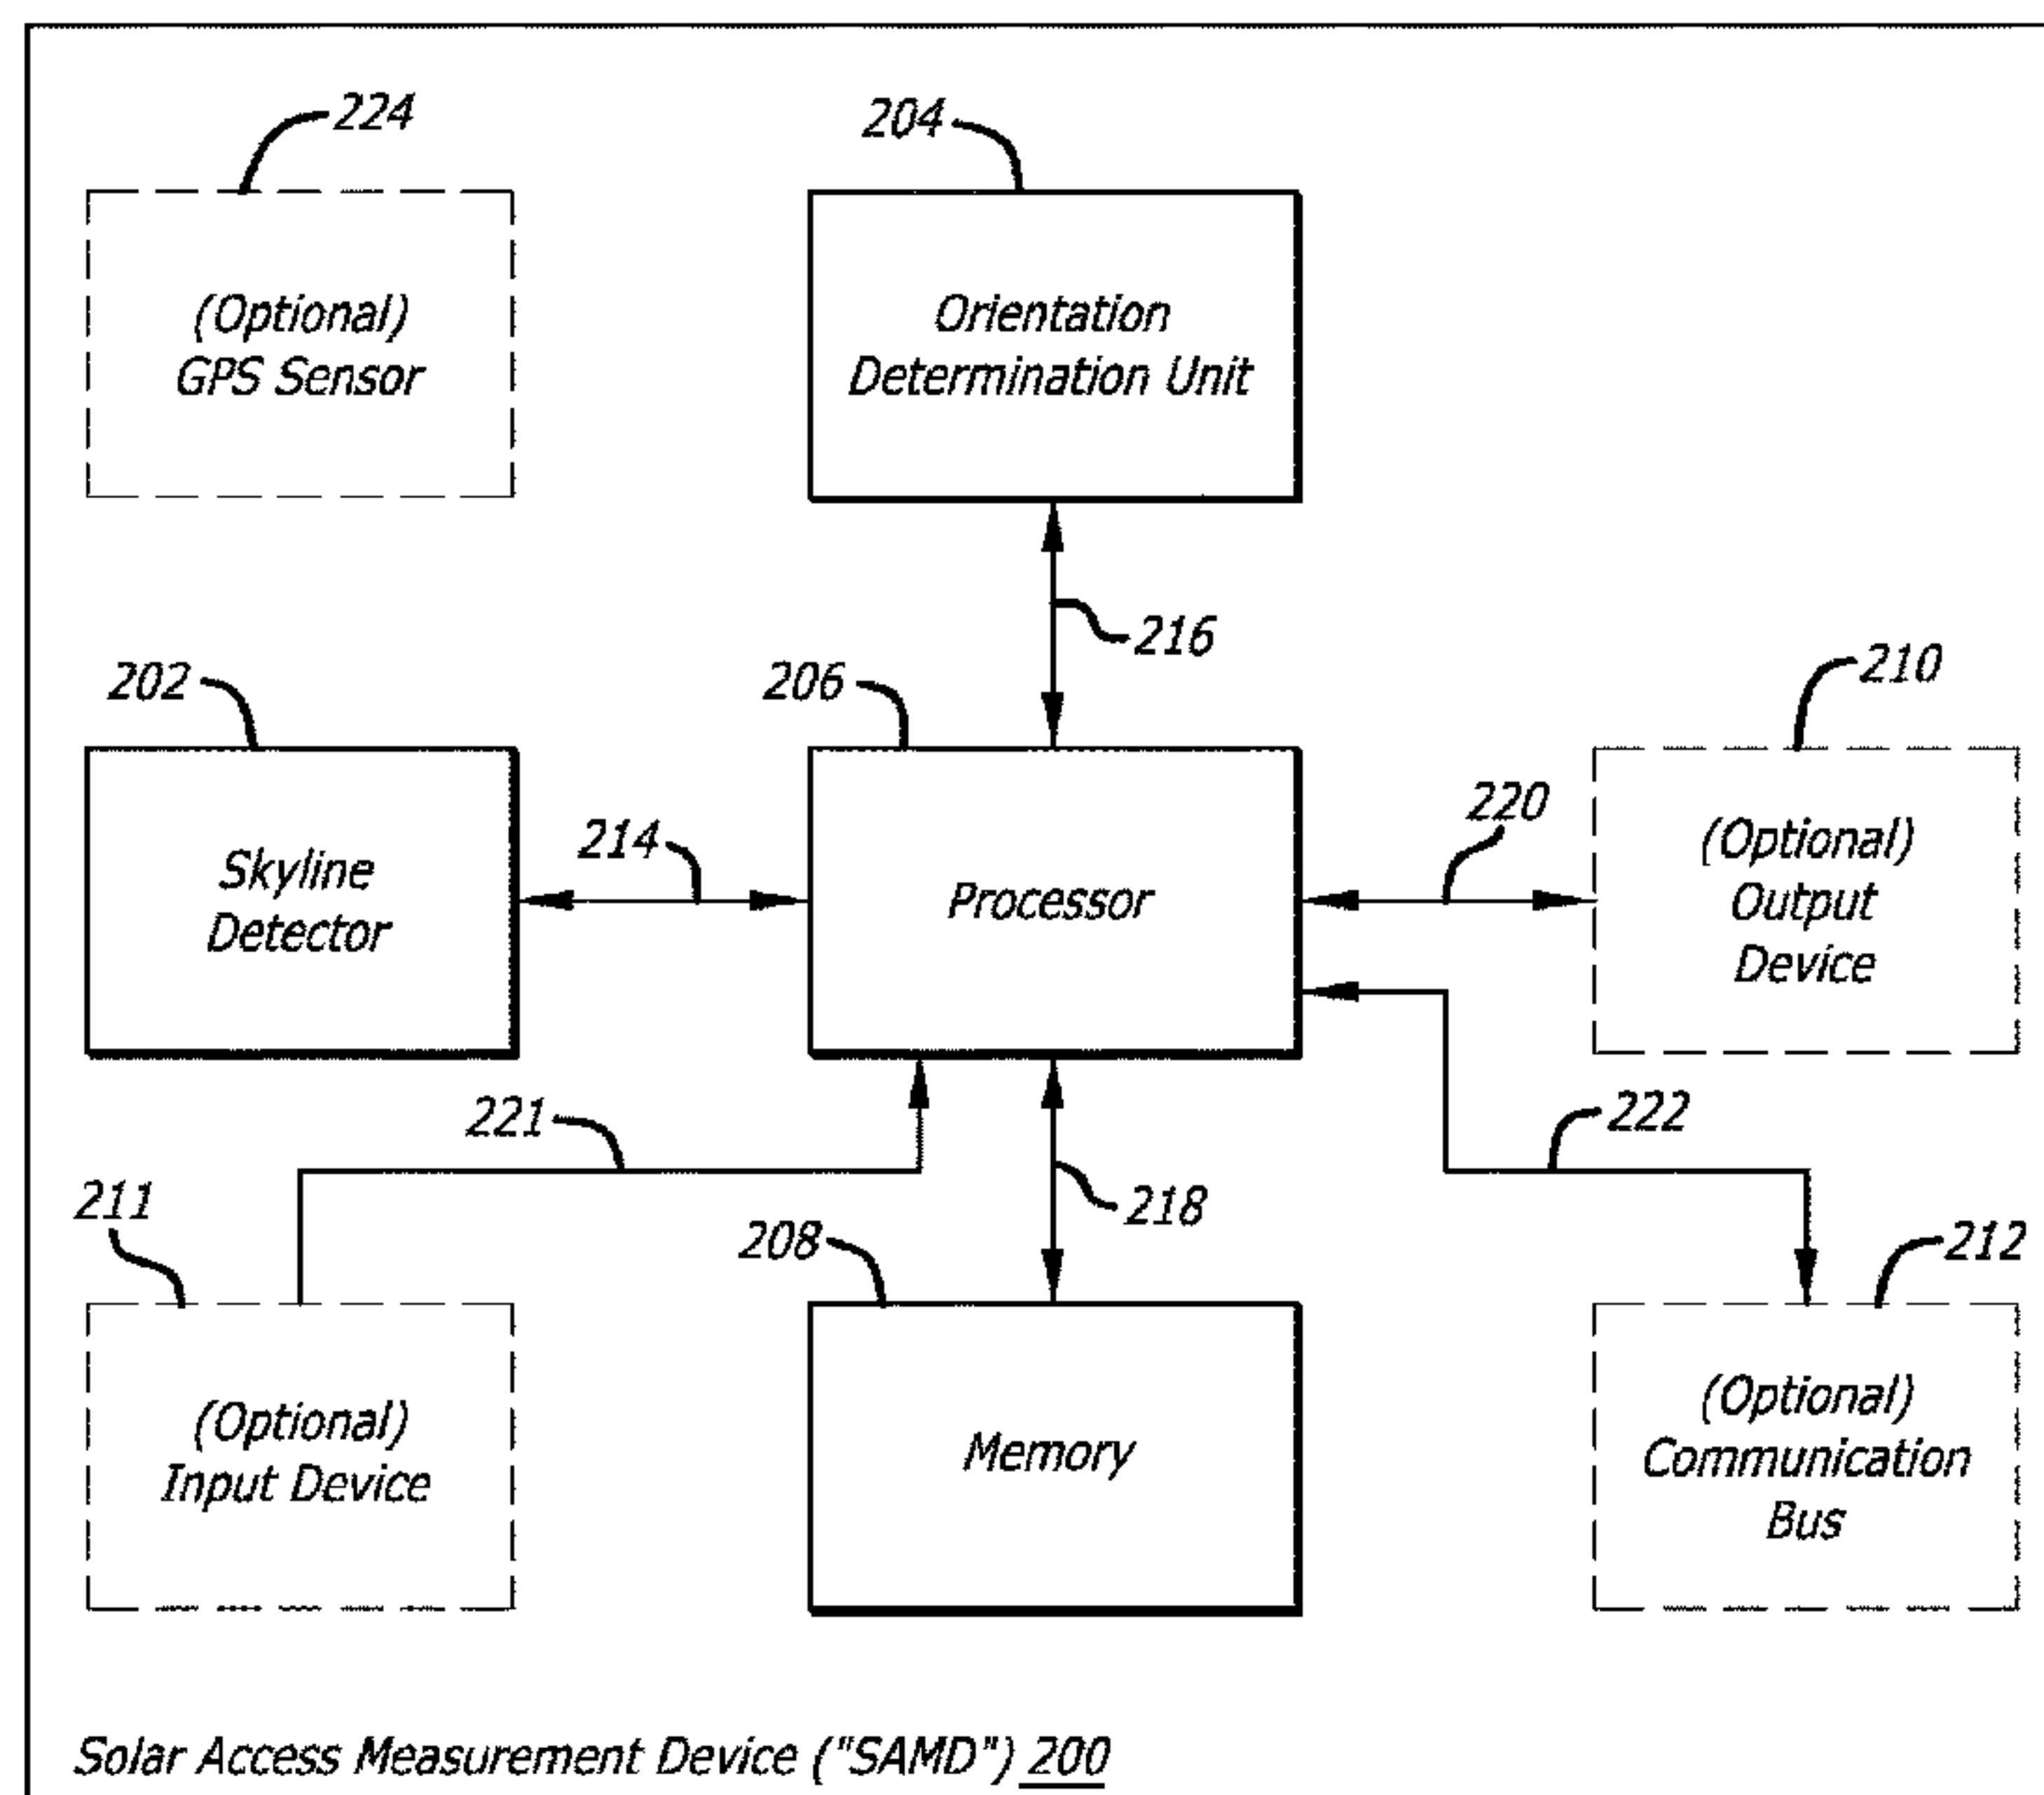 224
204
(Optional)
GPS Sensor
Orientation
Determination Unit
216
202
206
210
214
220
Skyline
Detector
Processor
(Optional)
Output
Device
221
222
211
218
208
212
(Optional)
Input Device
Memory
(Optional)
Communication
Bus
Solar Access Measurement Device ("SAMD") 200